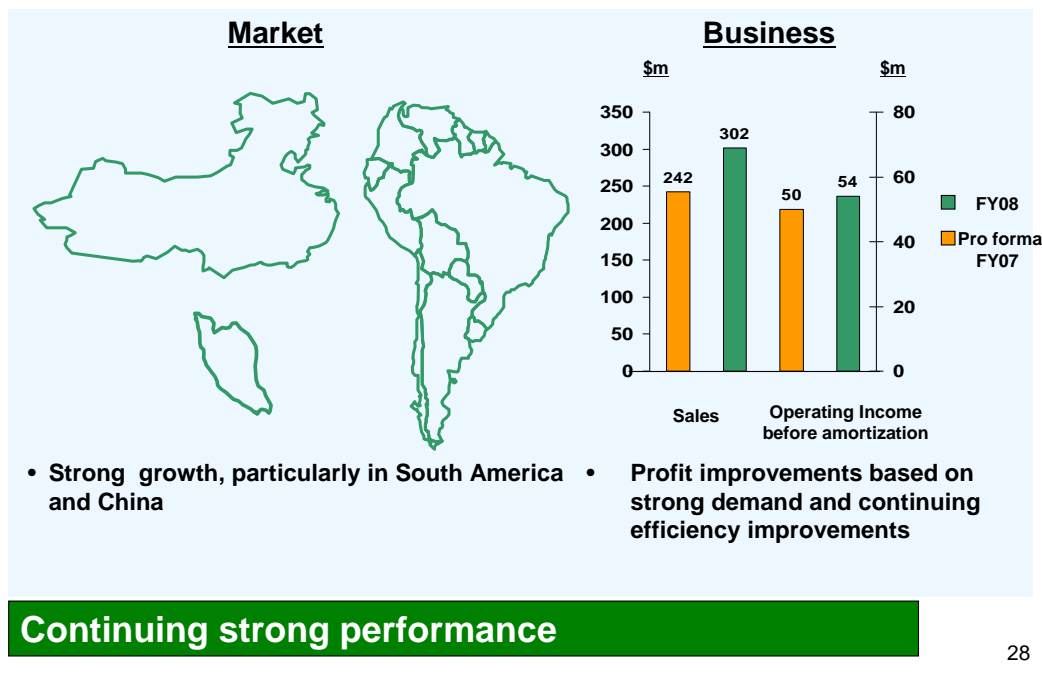 Market
• Strong  growth, particularly in South America
and China
Business
$m
$m
350
300
250
200
150
100
50
0
242
302
50
54
80
60
40
20
0
FY08
Pro forma
FY07
Sales
Operating Income
before amortization
• Profit improvements based on
strong demand and continuing
efficiency improvements
Continuing strong performance
28